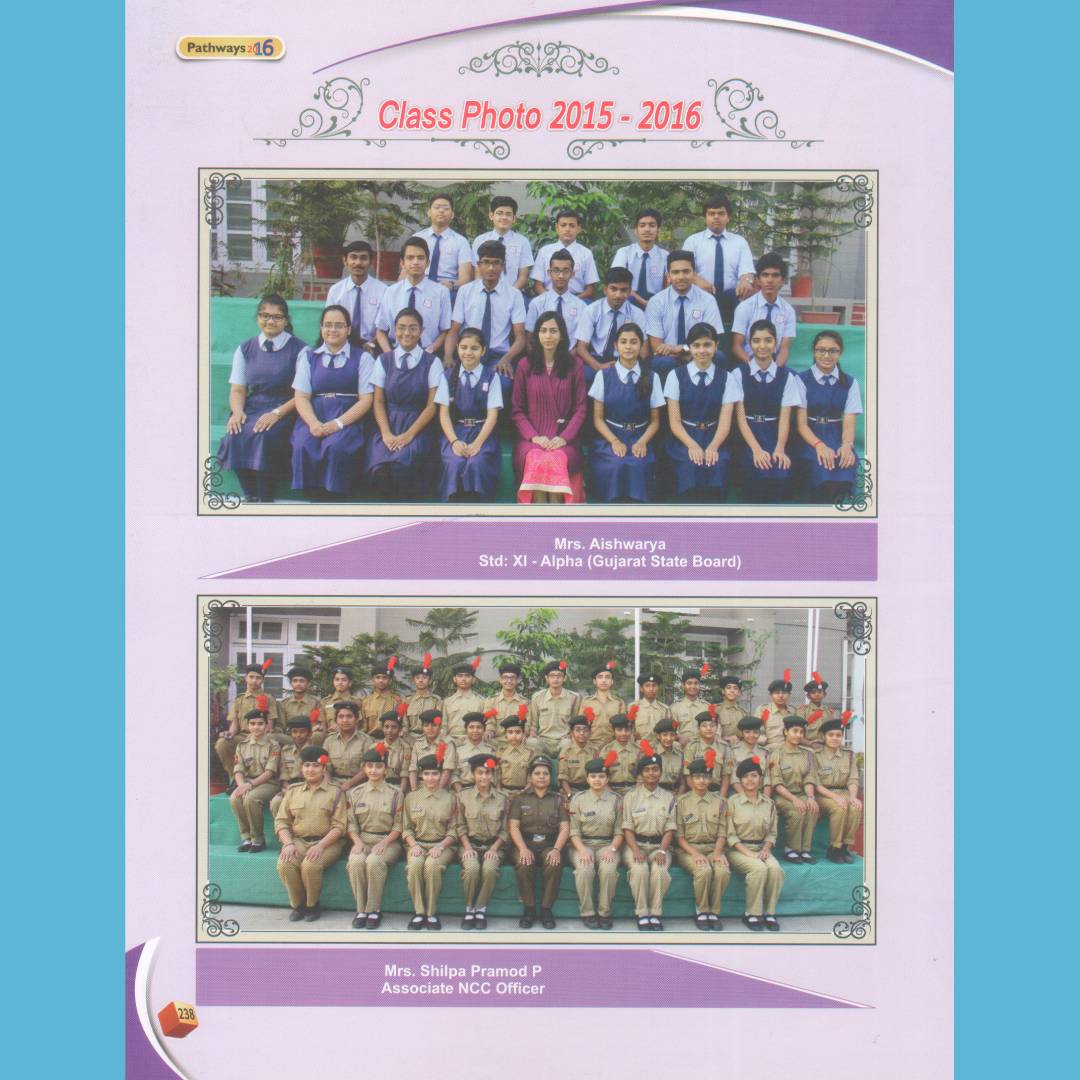 Pathways 2016
Class Photo 2015 - 2016
Mrs. Aishwarya
Std: XI - Alpha (Gujarat State Board)
Mrs. Shilpa Pramod P
Associate NCC Officer
238